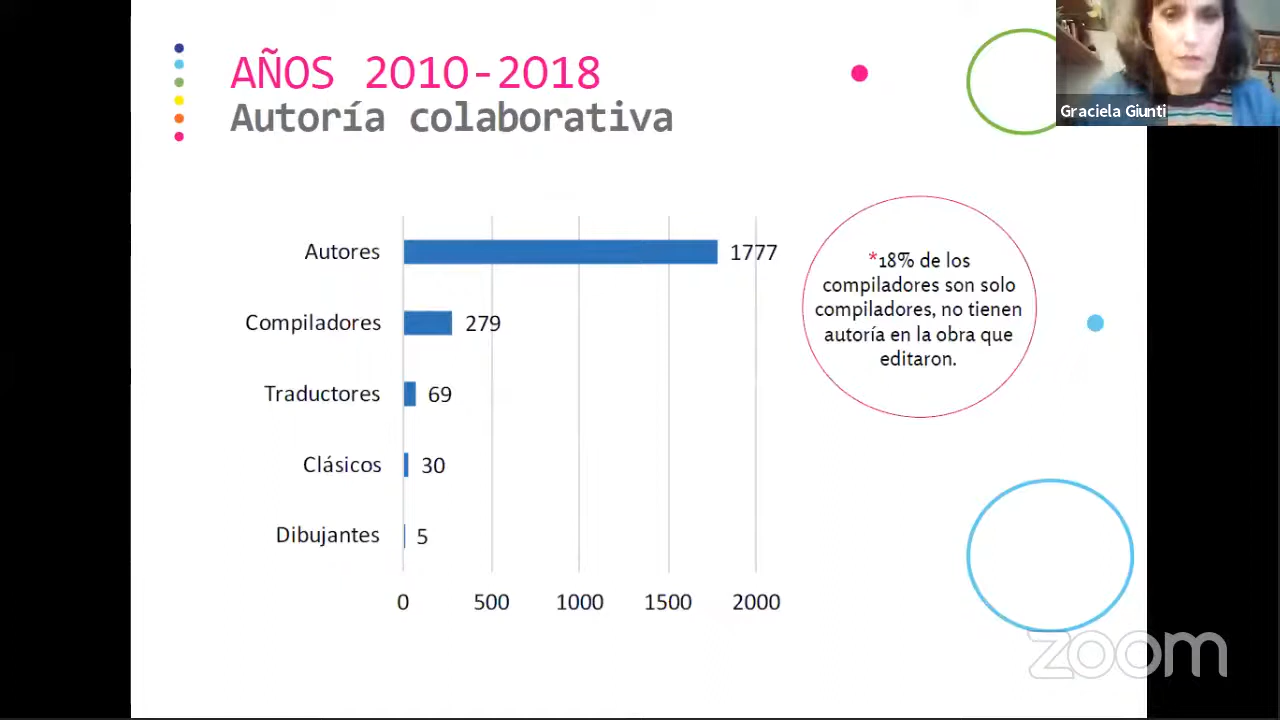 AÑOS 2010-2018
Autoría colaborativa
Graciela Giunti
Autores 1777
Compiladores 279
Traductores 69
Clásicos 30
Dibujantes 5
0 500 1000 1500 2000
*18% de los
compiladores son solo
compiladores, no tienen
autoría en la obra que
editaron.
zoom